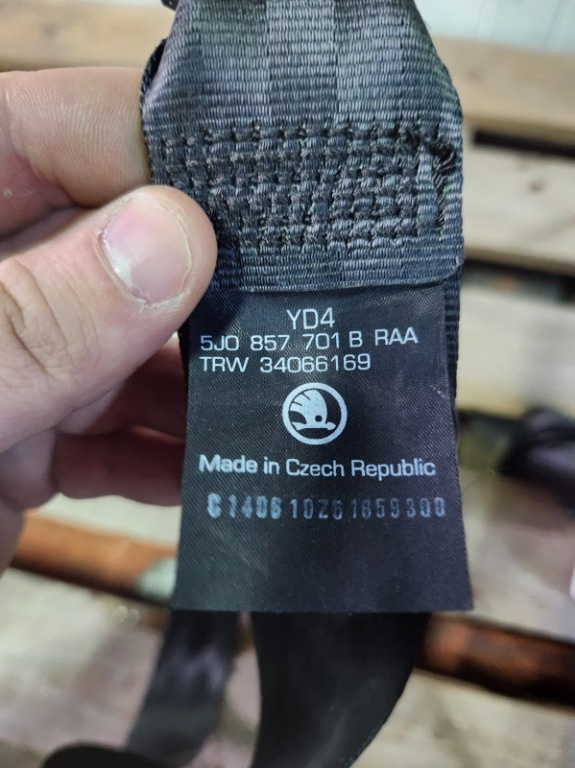 YD4
5J0 857 701 B RAA
TRW 34066169
Made in Czech Republic